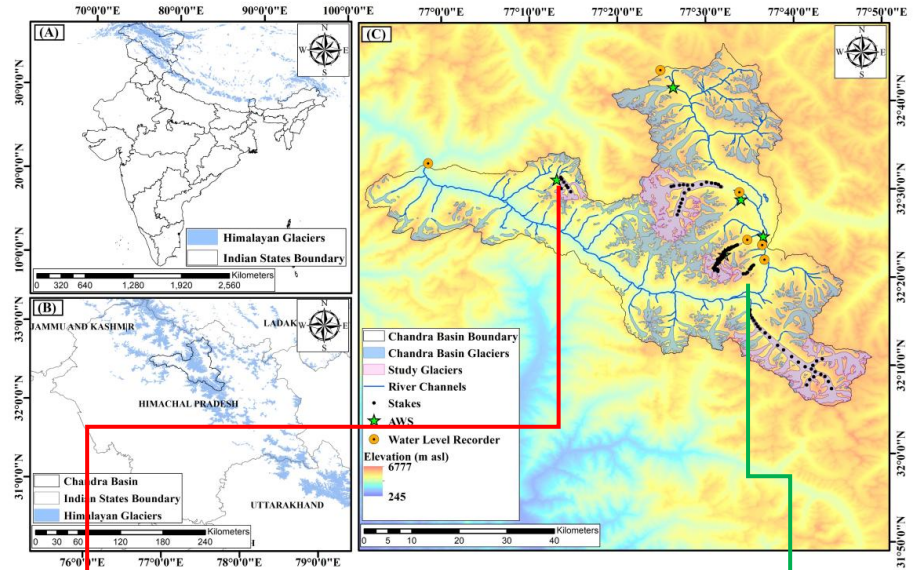 70°0'0"E 80°0'0"E 90°0'0"E 100°0'0"E
(A)
N
W E
S
30°0'0"N
20°0'0"N
10°0'0"N
Himalayan Glaciers
Indian States Boundary
Kilometers
0 320 640 1,280 1,920 2,560
(B)
N
W E
S
33°0'0"N
32°0'0"N
31°0'0"N
JAMMU AND KASHMIR
LADAK
HIMACHAL PRADESH
UTTARAKHAND
Chandra Basin
Indian States Boundary
Himalayan Glaciers
Kilometers
0 30 60 120 180 240
76°0'0"E 77°0'0"E 78°0'0"E 79°0'0"E
77°0'0"E 77°10'0"E 77°20'0"E 77°30'0"E 77°40'0"E 77°50'0"E
(C)
N
W E
S
32°40'0"N
32°30'0"N
32°20'0"N
32°10'0"N
32°0'0"N
31°50'0"N
Chandra Basin Boundary
Chandra Basin Glaciers
Study Glaciers
River Channels
Stakes
AWS
Water Level Recorder
Elevation (m asl)
6777
245
Kilometers
0 5 10 20 30 40